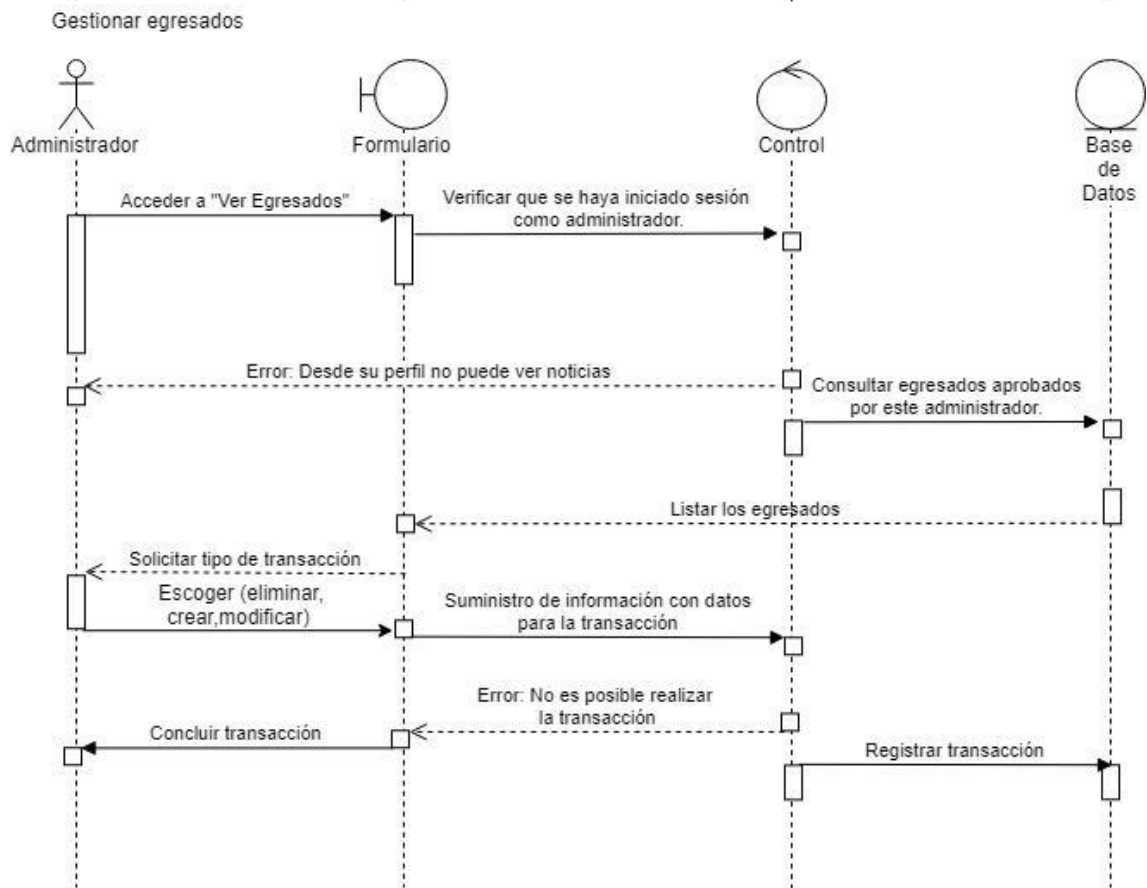 Gestionar egresados
Administrador
Formulario
Control
Base
de
Datos
Acceder a "Ver Egresados"
Verificar que se haya iniciado sesión
como administrador.
Error: Desde su perfil no puede ver noticias
Consultar egresados aprobados
por este administrador.
Listar los egresados
Solicitar tipo de transacción
Escoger (eliminar,
crear,modificar)
Suministro de información con datos
para la transacción
Error: No es posible realizar
la transacción
Concluir transacción
Registrar transacción